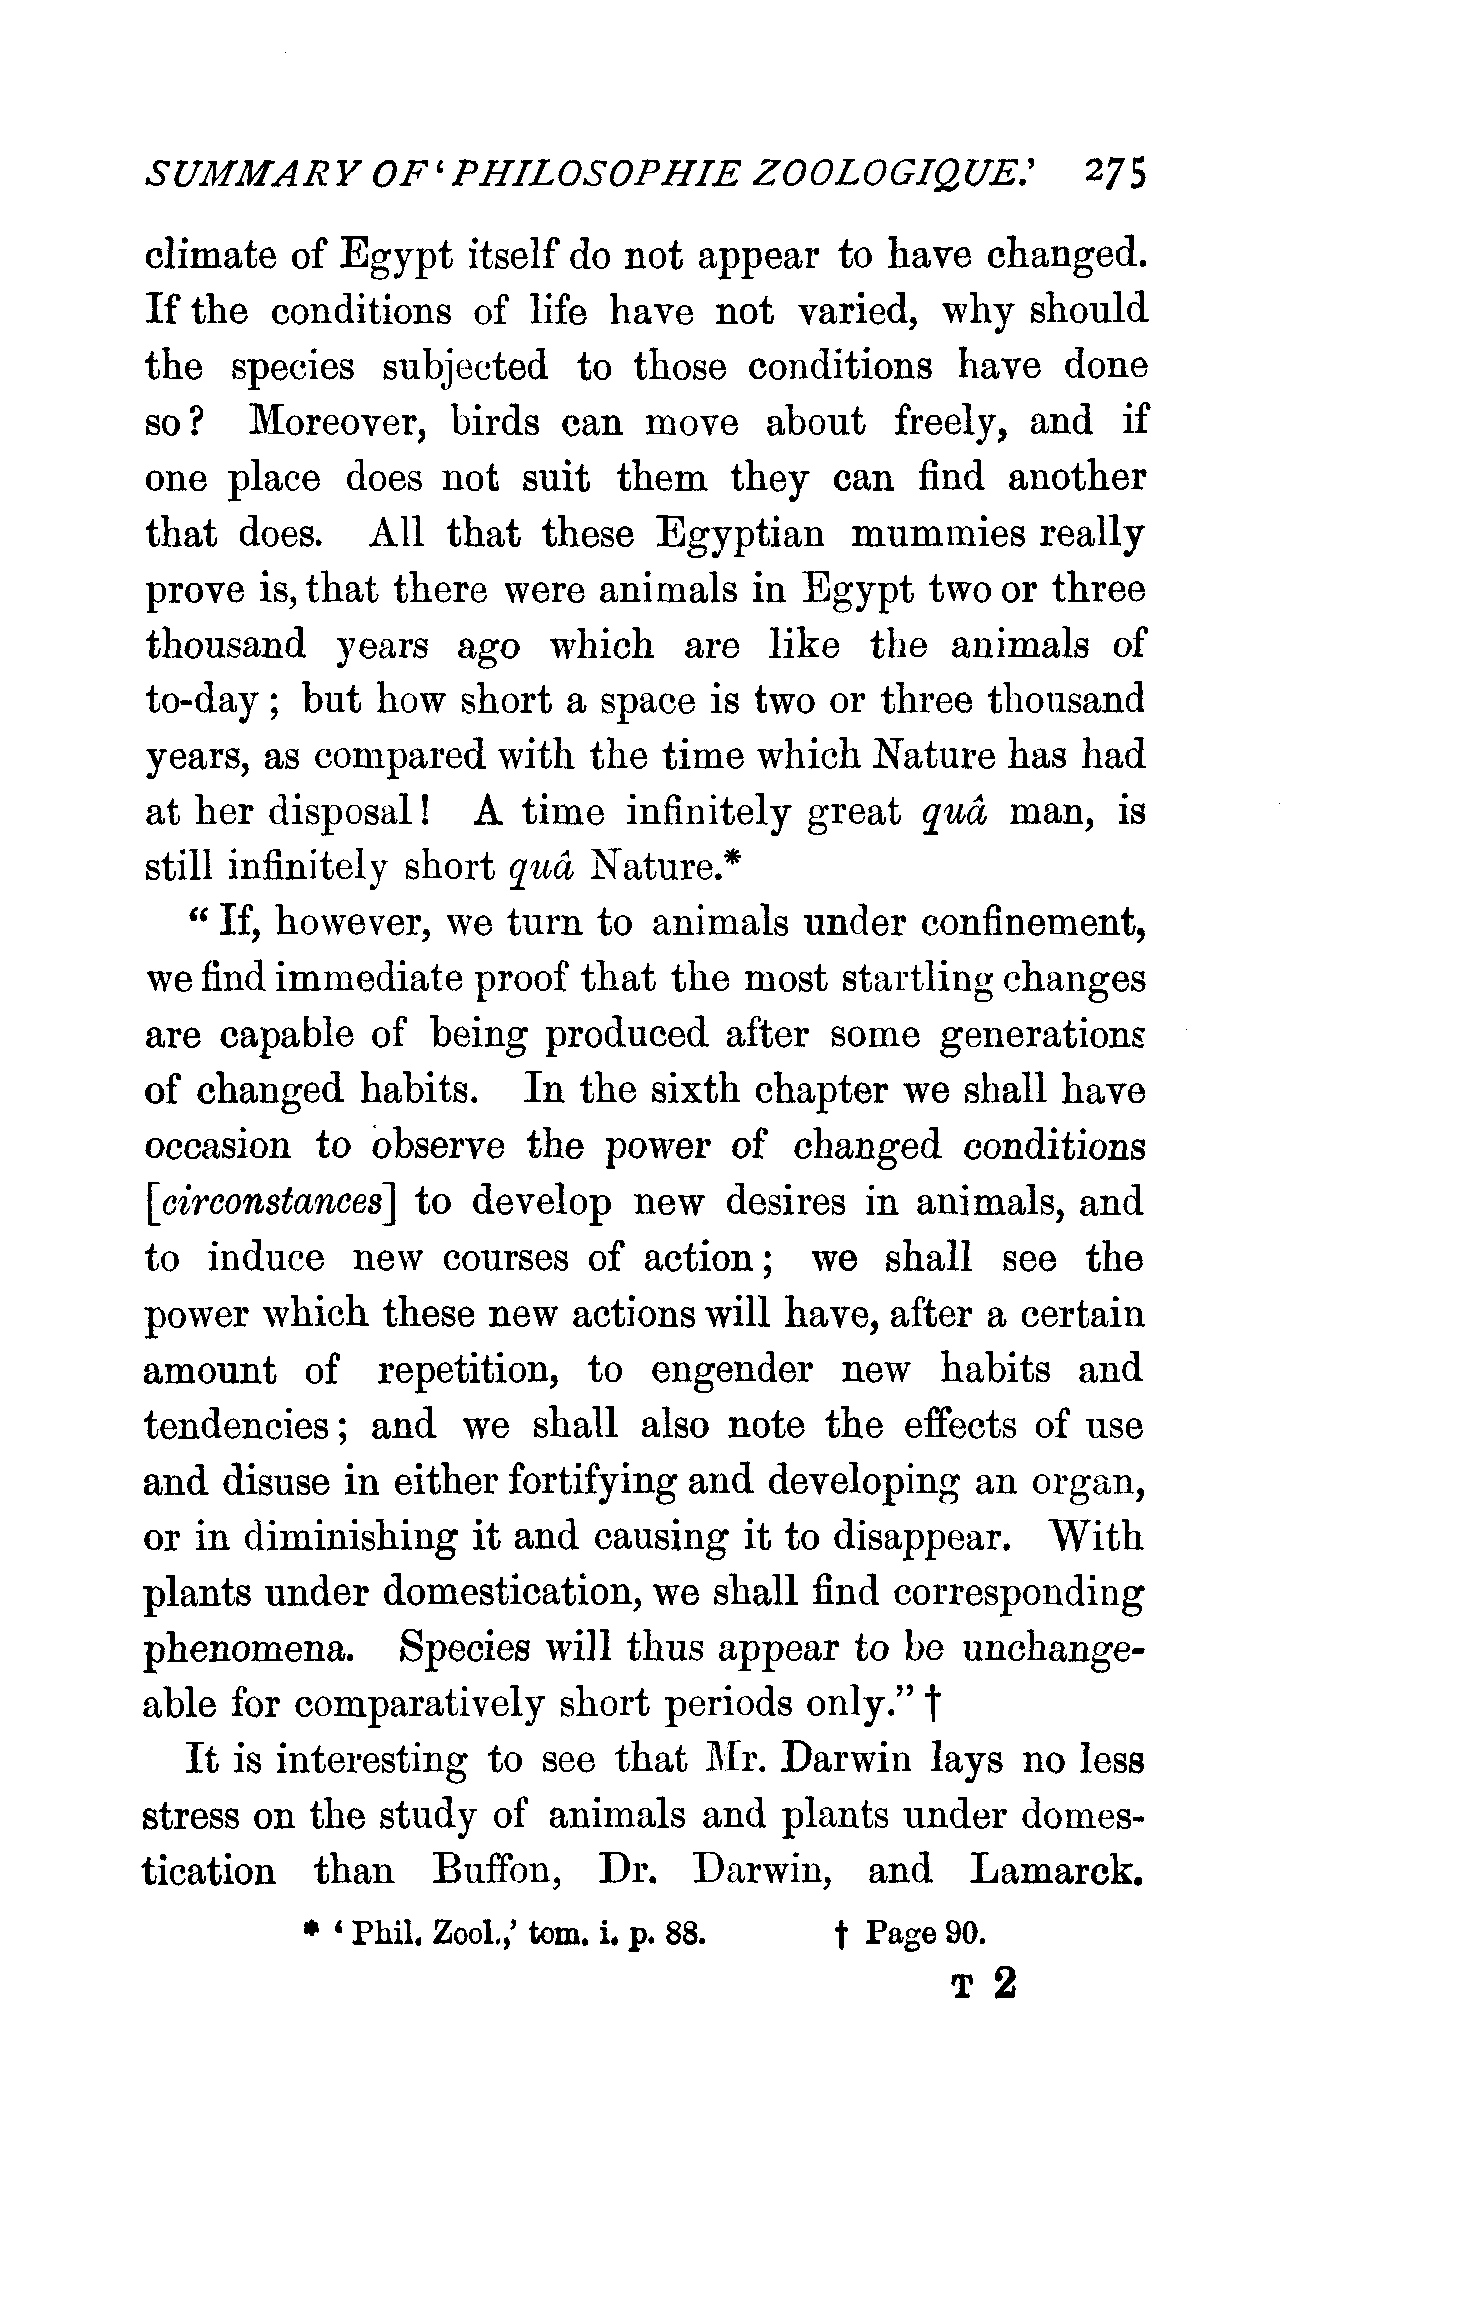 SUMMARY OF 'PHILOSOPHIE ZOOLOGIQUE.' 275
climate of Egypt itself do not appear to have changed.
If the conditions of life have not varied, why should
the species subjected to those conditions have done
so? Moreover, birds can move about freely, and if
one place does not suit them they can find another
that does. All that these Egyptian mummies really
prove is, that there were animals in Egypt two or three
thousand years ago which are like the animals of
to-day; but how short a space is two or three thousand
years, as compared with the time which Nature has had
at her disposal! A time infinitely great quâ man, is
still infinitely short quâ Nature.*
"If, however, we turn to animals under confinement,
we find immediate proof that the most startling changes
are capable of being produced after some generations
of changed habits. In the sixth chapter we shall have
occasion to observe the power of changed conditions
[circonstances] to develop new desires in animals, and
to induce new courses of action; we shall see the
power which these new actions will have, after a certain
amount of repetition, to engender new habits and
tendencies; and we shall also note the effects of use
and disuse in either fortifying and developing an organ,
or in diminishing it and causing it to disappear. With
plants under domestication, we shall find corresponding
phenomena. Species will thus appear to be unchange-
able for comparatively short periods only." †
It is interesting to see that Mr. Darwin lays no less
stress on the study of animals and plants under domes-
tication than Buffon, Dr. Darwin, and Lamarck.
* 'Phil. Zool.,' tom. i. p. 88. † Page 90.
T 2